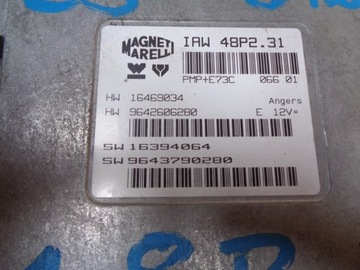 MAGNETI MARELLI
IAW 48P2.31
PMP+E73C 066 01
HW 16469034 Angers
HW 9642606280 E 12V=
SW 16394064
SW 9643790280